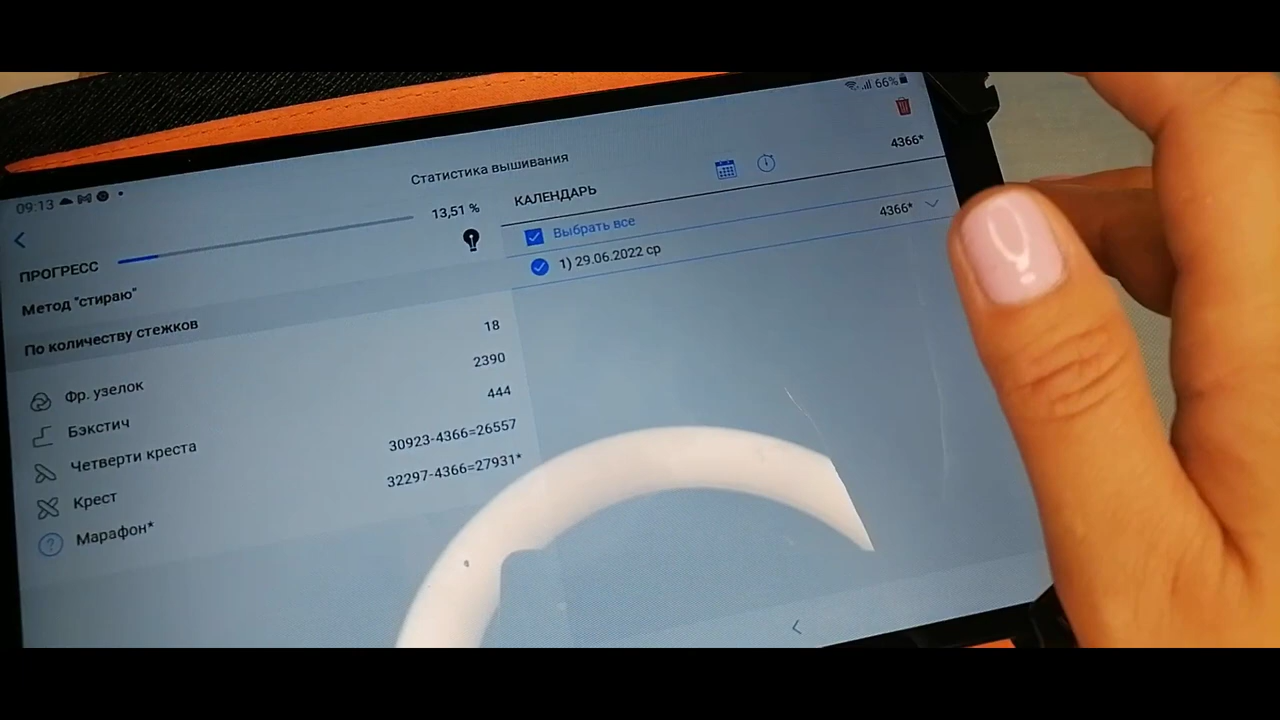 09:13
66%
Статистика вышивания
ПРОГРЕСС
13,51 %
Метод "стираю"
По количеству стежков
Фр. узелок
18
Бэкстич
2390
Четверти креста
444
Крест
30923-4366=26557
Марафон*
32297-4366=27931*
КАЛЕНДАРЬ
4366*
Выбрать все
1) 29.06.2022 ср
4366*